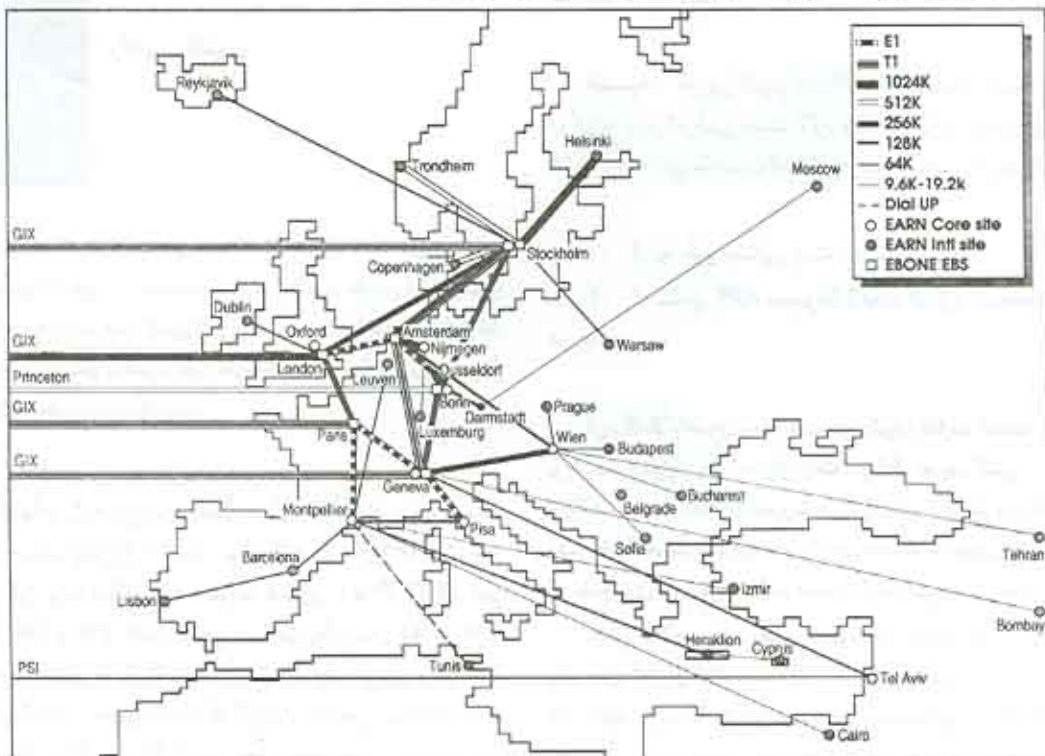 E1
T1
1024K
512K
256K
128K
64K
9.6K-19.2k
Dial UP
EARN Core site
EARN Intl site
EBONE EBS
Reykjavik
Trondheim
Helsinki
Moscow
GIX
Stockholm
Copenhagen
Dublin
Oxford
Amsterdam
GIX
Nijmegen
Warsaw
London
Leuven
Dusseldorf
Princeton
Bonn
GIX
Darmstadt
Prague
Paris
Luxemburg
Wien
Budapest
GIX
Geneva
Montpellier
Bucharest
Belgrade
Pisa
Sofia
Tehran
Barcelona
Izmir
Lisbon
Bombay
Heraklion
Cyprus
PSI
Tunis
Tel Aviv
Cairo